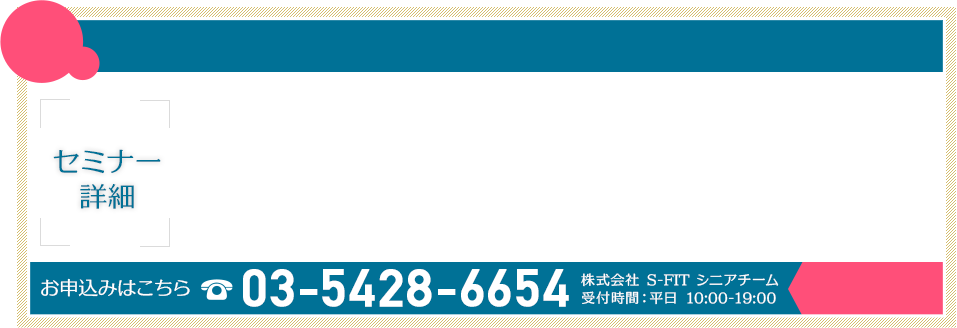 セミナー
詳細
お申込みはこちら
03-5428-6654
株式会社 S-FIT シニアチーム
受付時間：平日 10:00-19:00